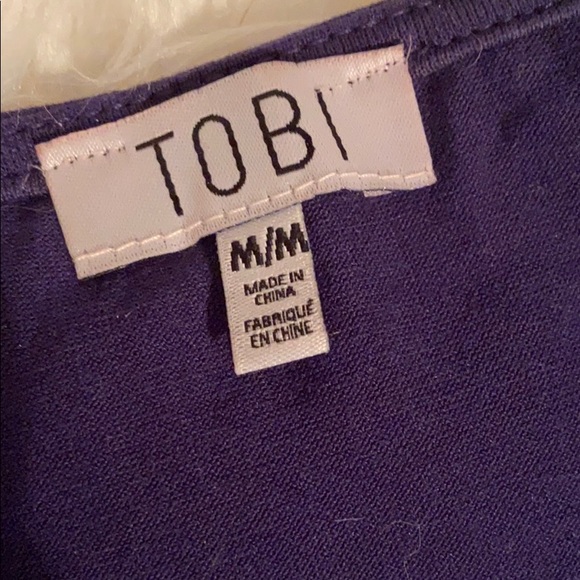 TOBI
M/M
MADE IN
CHINA
FABRIQUÉ
EN CHINE